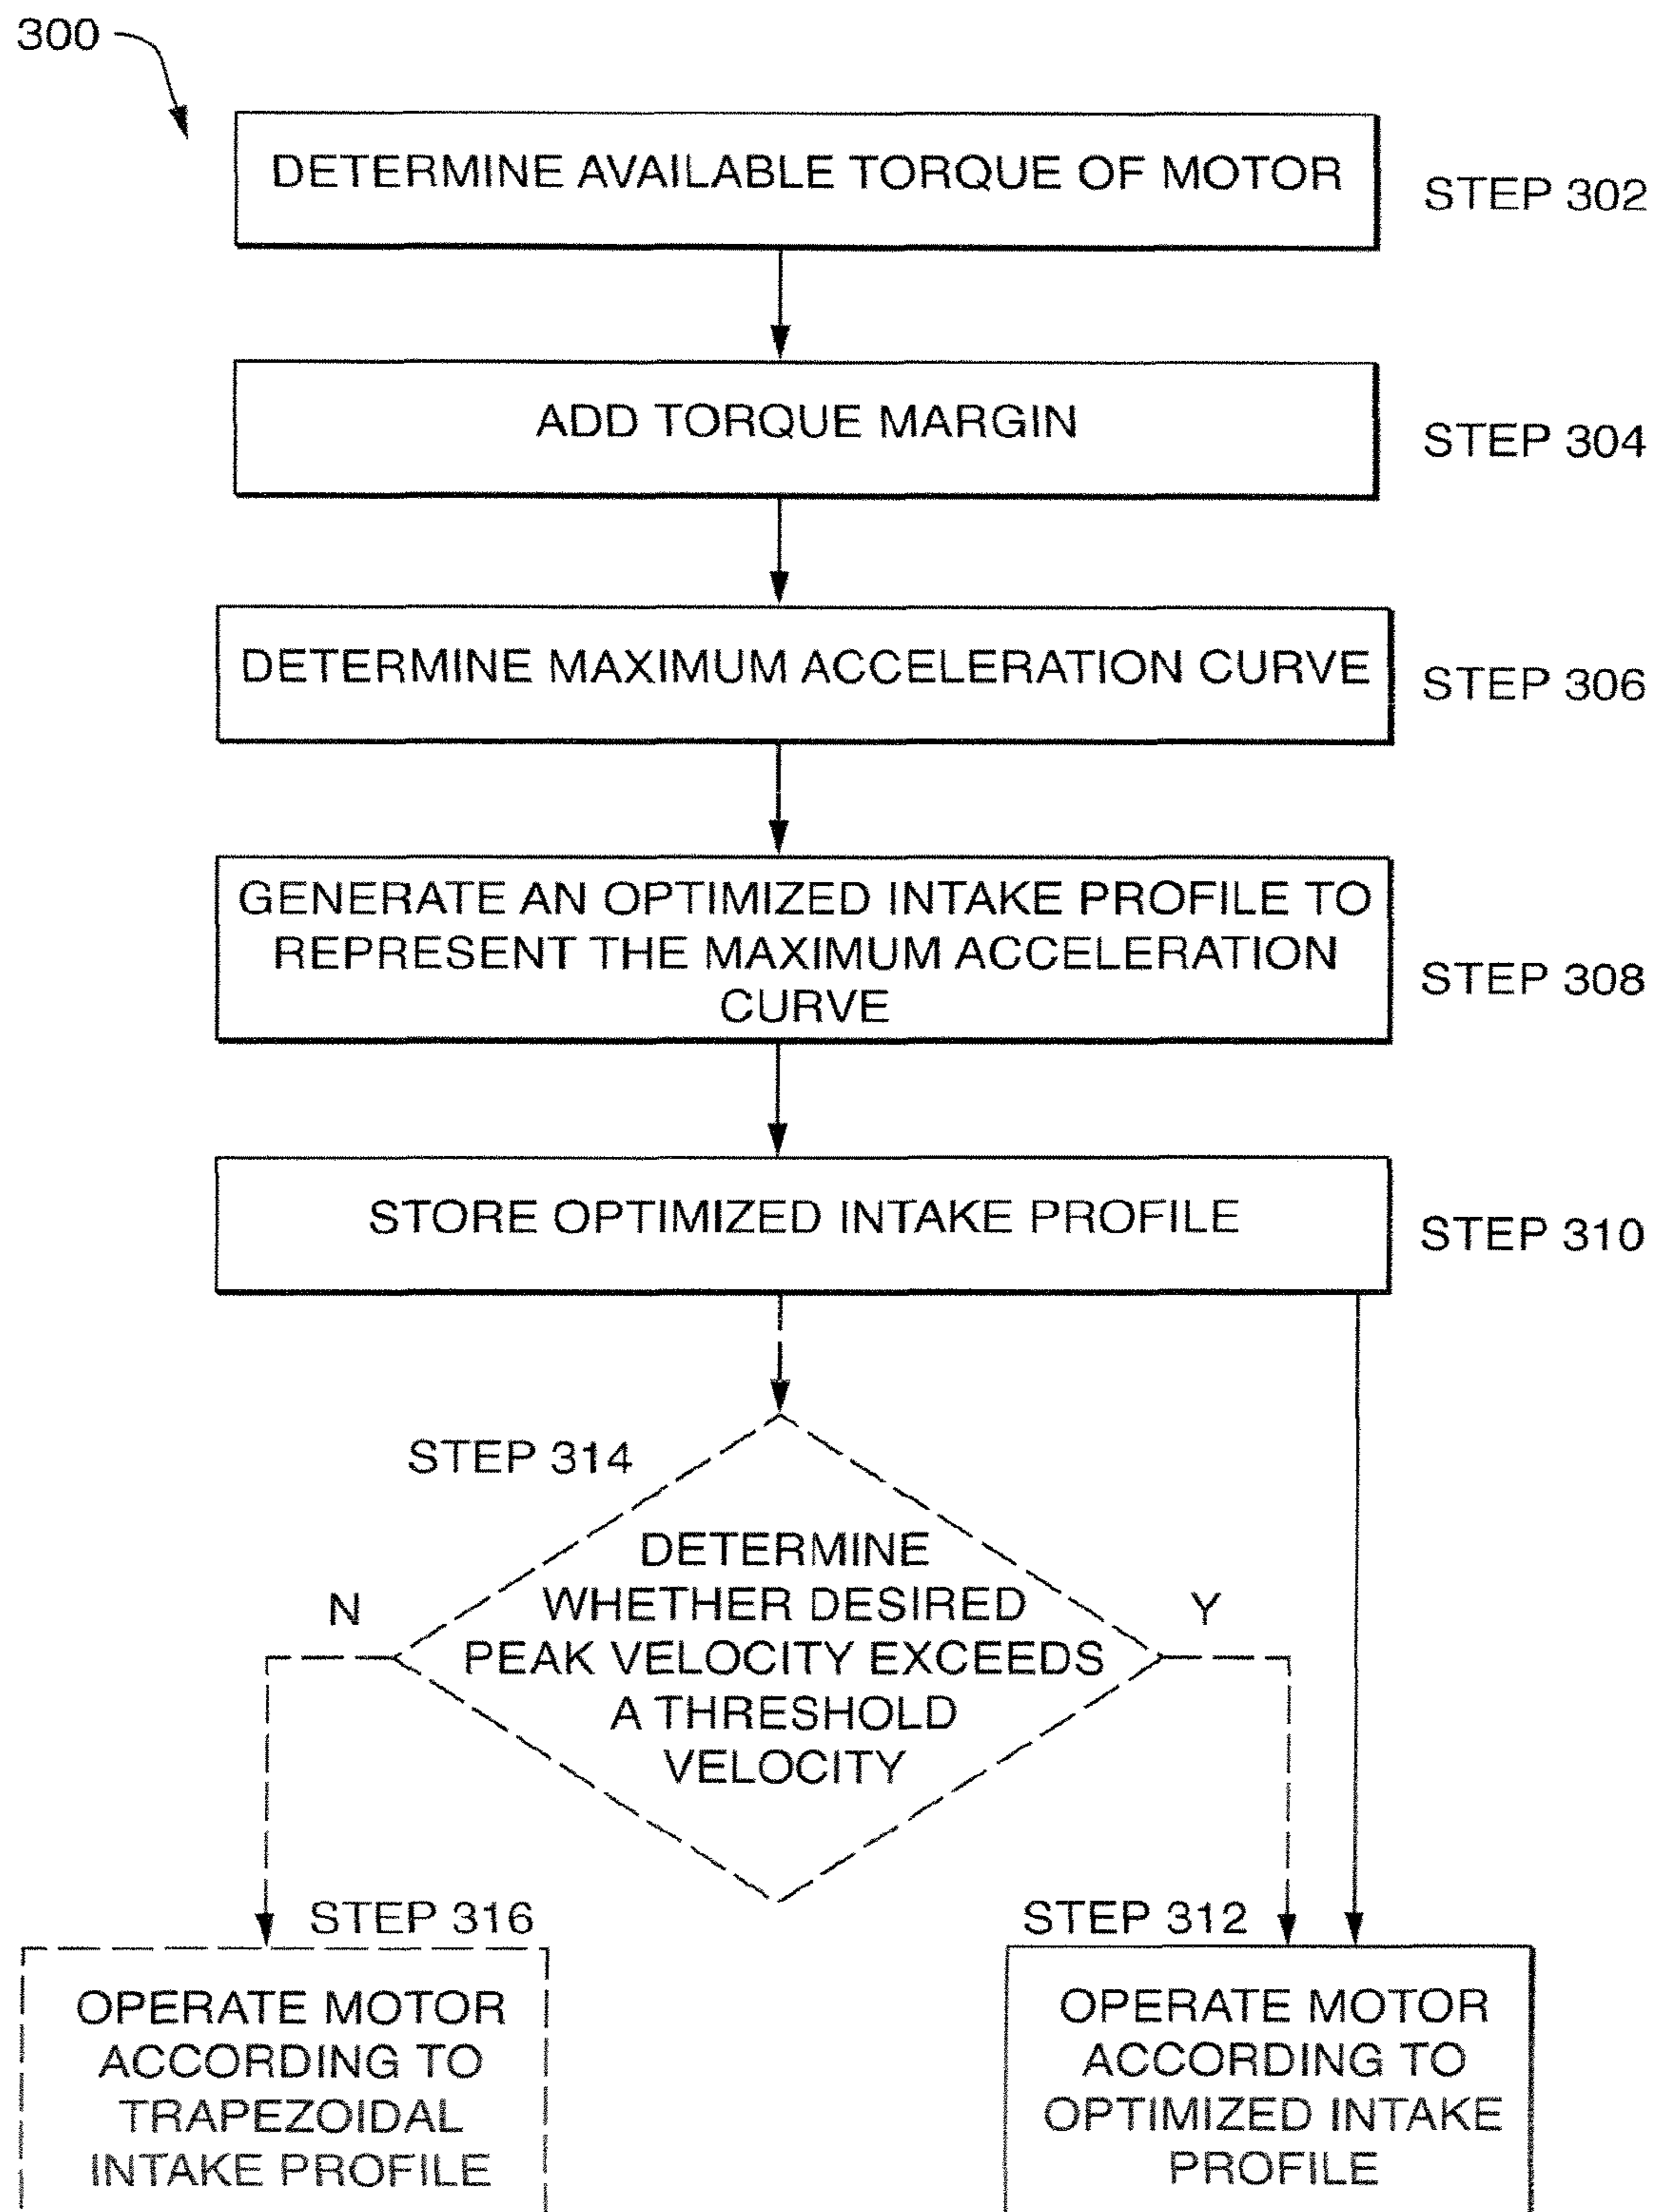 300
DETERMINE AVAILABLE TORQUE OF MOTOR
STEP 302
ADD TORQUE MARGIN
STEP 304
DETERMINE MAXIMUM ACCELERATION CURVE
STEP 306
GENERATE AN OPTIMIZED INTAKE PROFILE TO
REPRESENT THE MAXIMUM ACCELERATION
CURVE
STEP 308
STORE OPTIMIZED INTAKE PROFILE
STEP 310
STEP 314
DETERMINE
WHETHER DESIRED
PEAK VELOCITY EXCEEDS
A THRESHOLD
VELOCITY
N
Y
STEP 316
OPERATE MOTOR
ACCORDING TO
TRAPEZOIDAL
INTAKE PROFILE
STEP 312
OPERATE MOTOR
ACCORDING TO
OPTIMIZED INTAKE
PROFILE